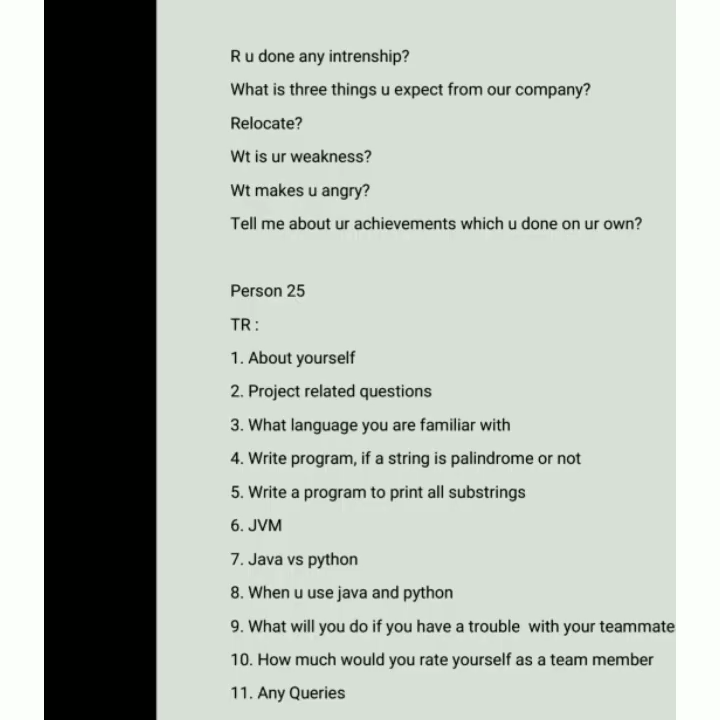 R u done any intrenship?
What is three things u expect from our company?
Relocate?
Wt is ur weakness?
Wt makes u angry?
Tell me about ur achievements which u done on ur own?
Person 25
TR :
1. About yourself
2. Project related questions
3. What language you are familiar with
4. Write program, if a string is palindrome or not
5. Write a program to print all substrings
6. JVM
7. Java vs python
8. When u use java and python
9. What will you do if you have a trouble  with your teammate
10. How much would you rate yourself as a team member
11. Any Queries